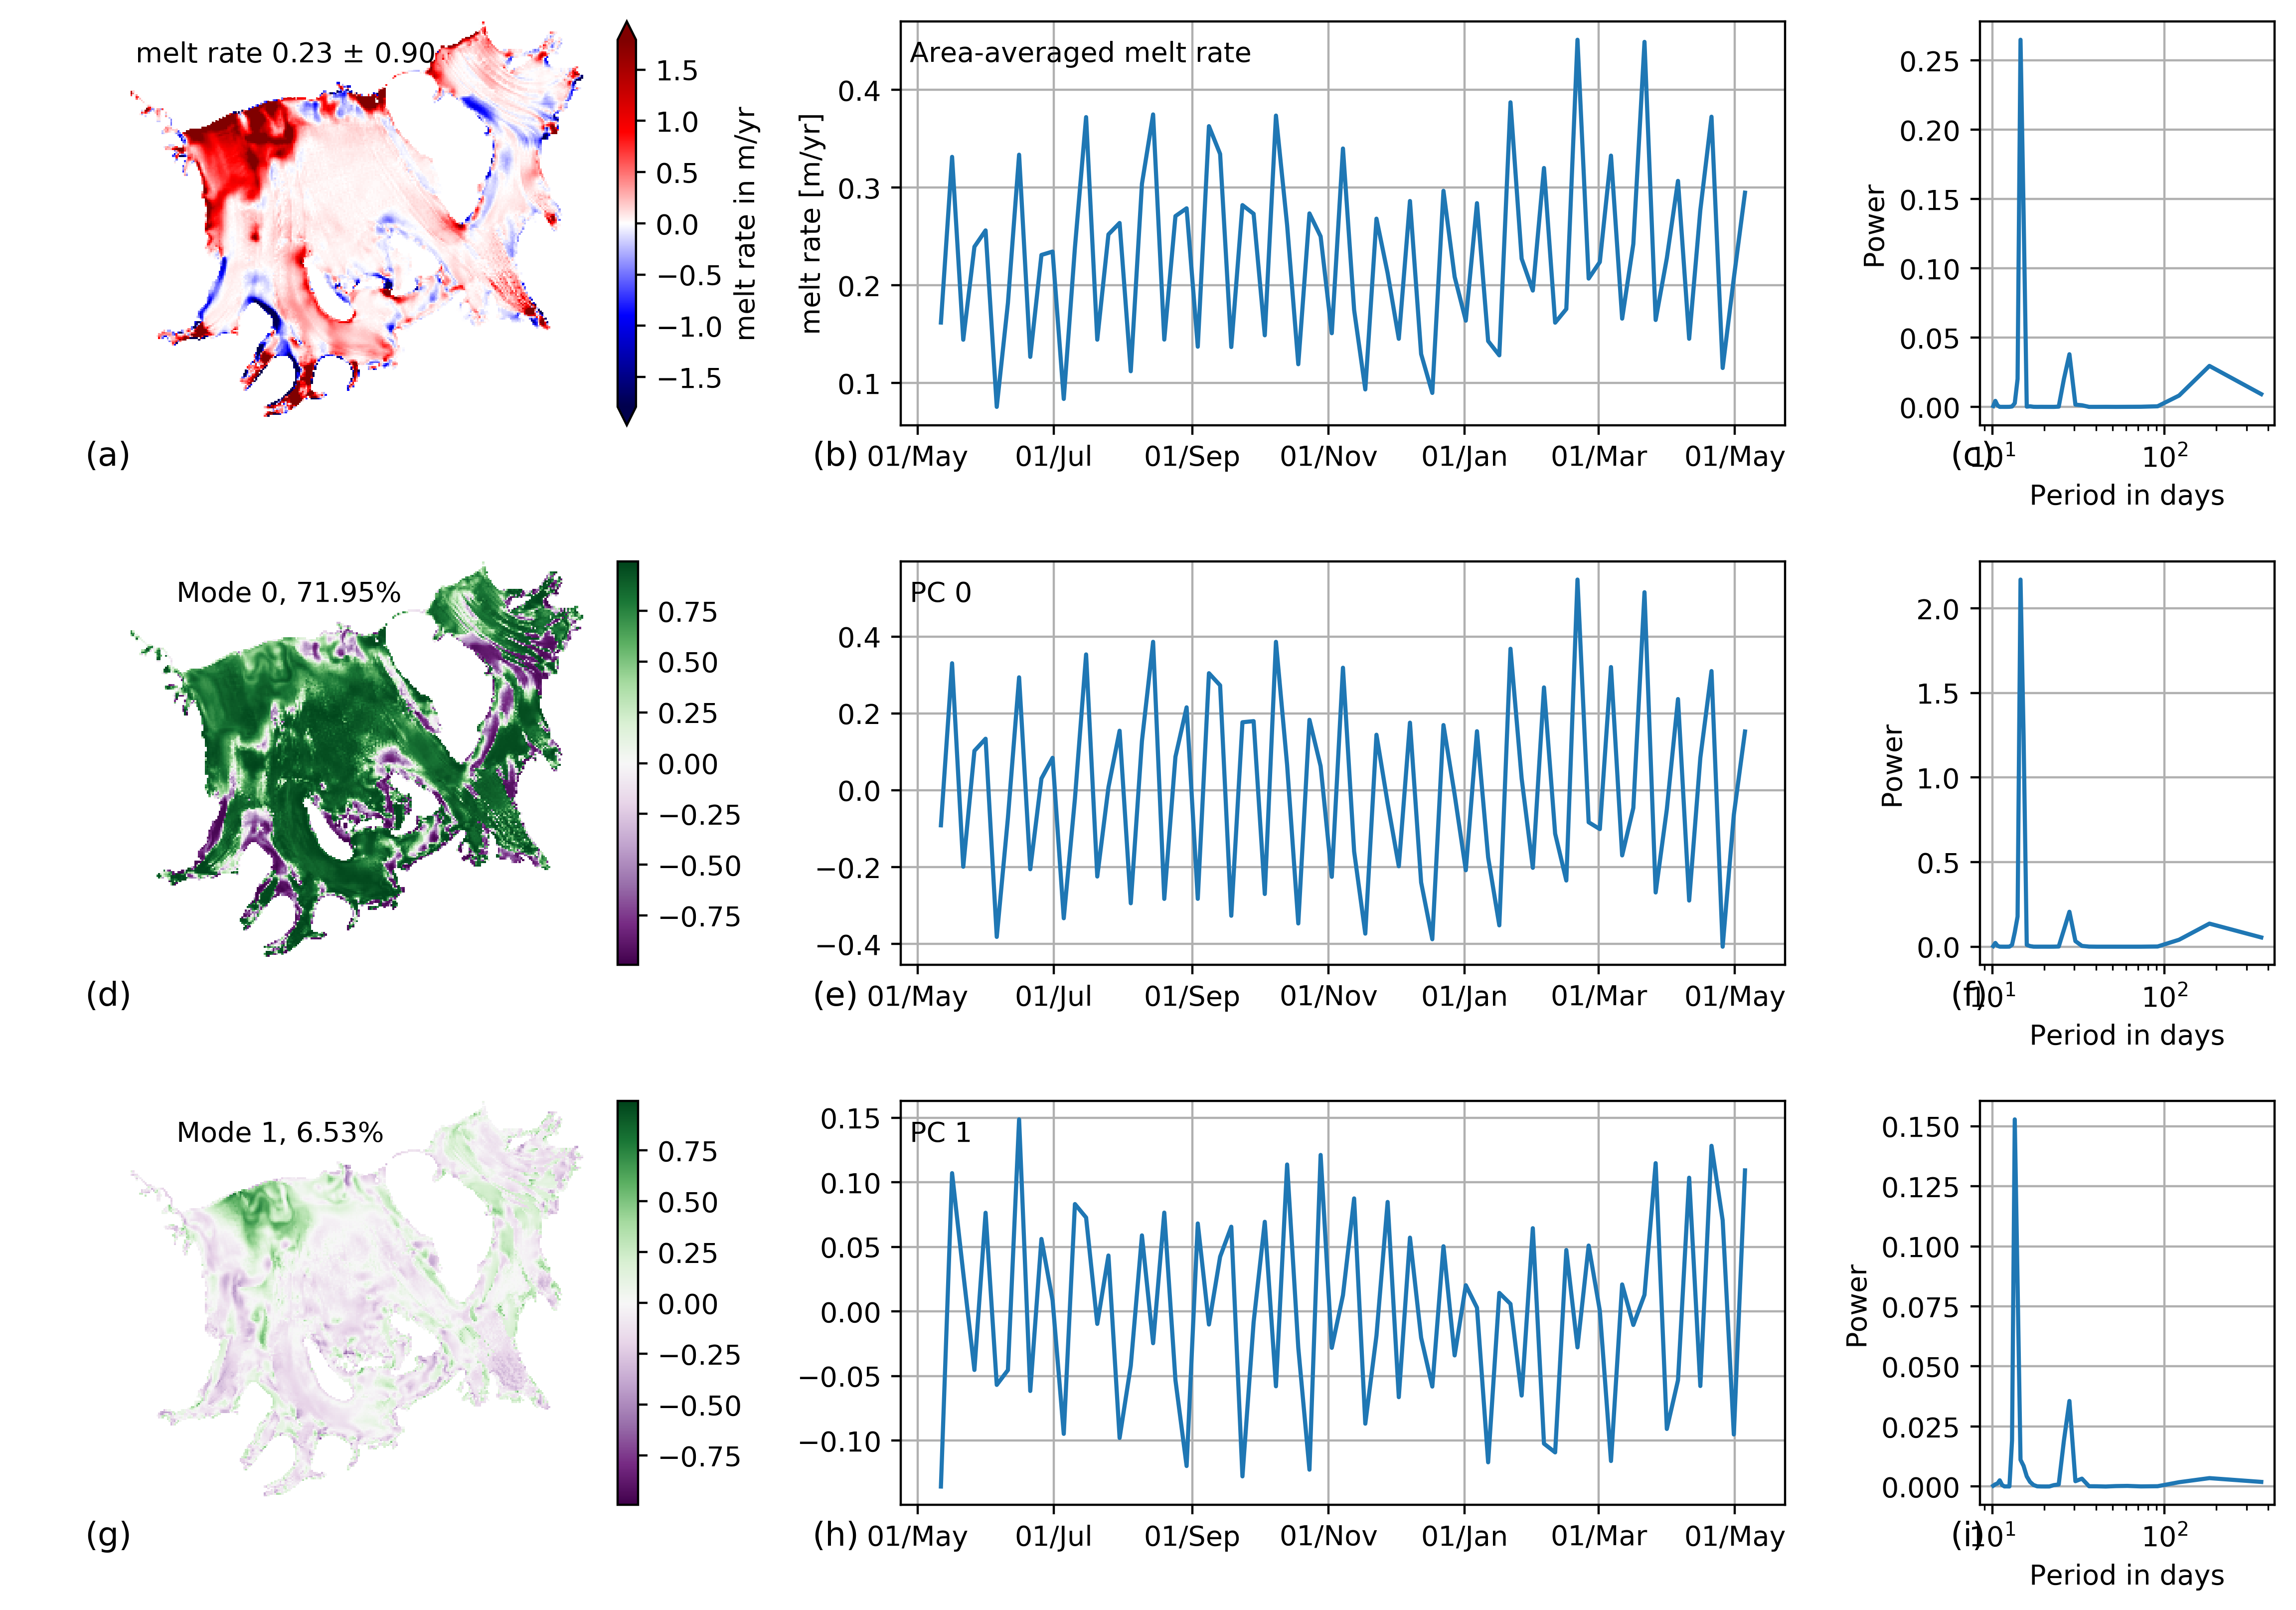 melt rate 0.23 ± 0.90
1.5
1.0
0.5
0.0
−0.5
−1.0
−1.5
melt rate in m/yr
(a)
Area-averaged melt rate
melt rate [m/yr]
0.4
0.3
0.2
0.1
01/May 01/Jul 01/Sep 01/Nov 01/Jan 01/Mar 01/May
(b)
Power
0.25
0.20
0.15
0.10
0.05
0.00
10¹ 10²
Period in days
(c)
Mode 0, 71.95%
0.75
0.50
0.25
0.00
−0.25
−0.50
−0.75
(d)
PC 0
0.4
0.2
0.0
−0.2
−0.4
01/May 01/Jul 01/Sep 01/Nov 01/Jan 01/Mar 01/May
(e)
Power
2.0
1.5
1.0
0.5
0.0
10¹ 10²
Period in days
(f)
Mode 1, 6.53%
0.75
0.50
0.25
0.00
−0.25
−0.50
−0.75
(g)
PC 1
0.15
0.10
0.05
0.00
−0.05
−0.10
01/May 01/Jul 01/Sep 01/Nov 01/Jan 01/Mar 01/May
(h)
Power
0.150
0.125
0.100
0.075
0.050
0.025
0.000
10¹ 10²
Period in days
(i)